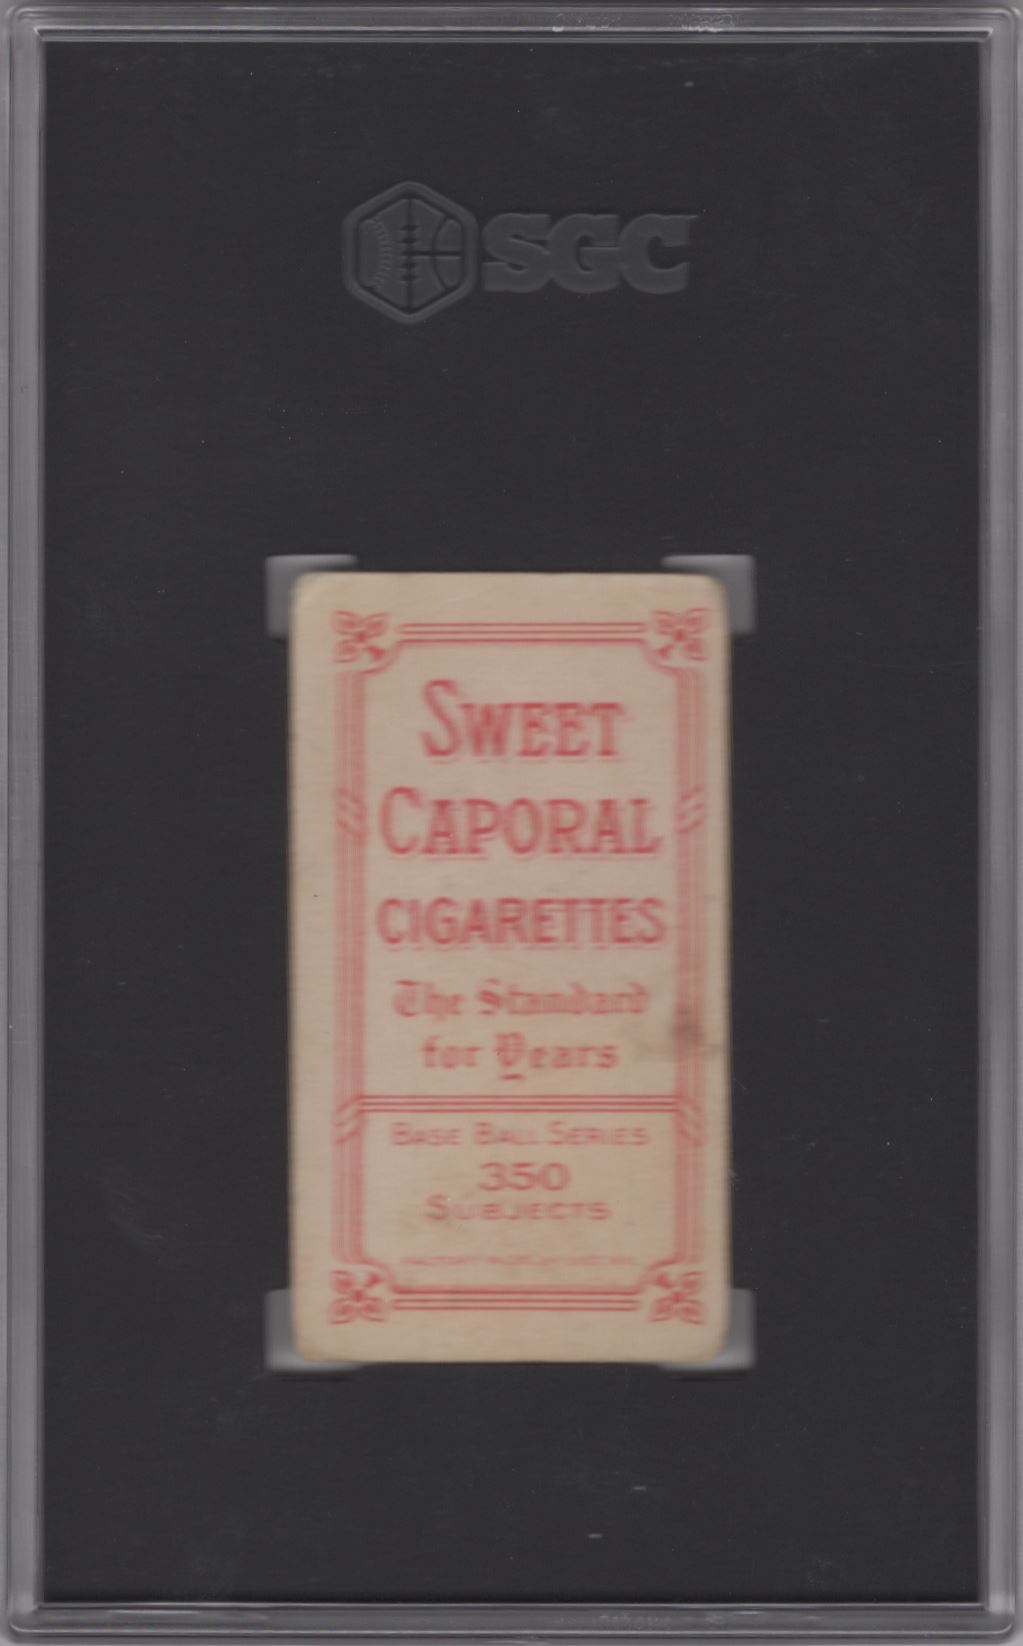 SGC
SWEET
CAPORAL
CIGARETTES
The Standard
for Years
BASE BALL SERIES
350
SUBJECTS